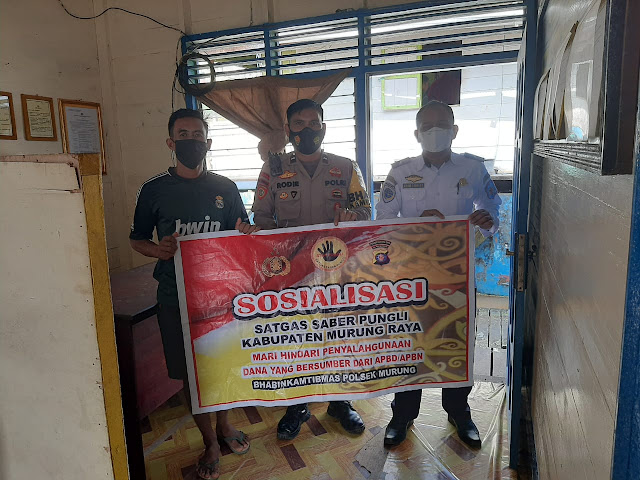 RODIE
POLRI
BH
bwin
SOSIALISASI
SATGAS SABER PUNGLI
KABUPATEN MURUNG RAYA
MARI HINDARI PENYALAHGUNAAN
DANA YANG BERSUMBER DARI APBD/APBN
BHABINKAMTIBMAS POLSEK MURUNG